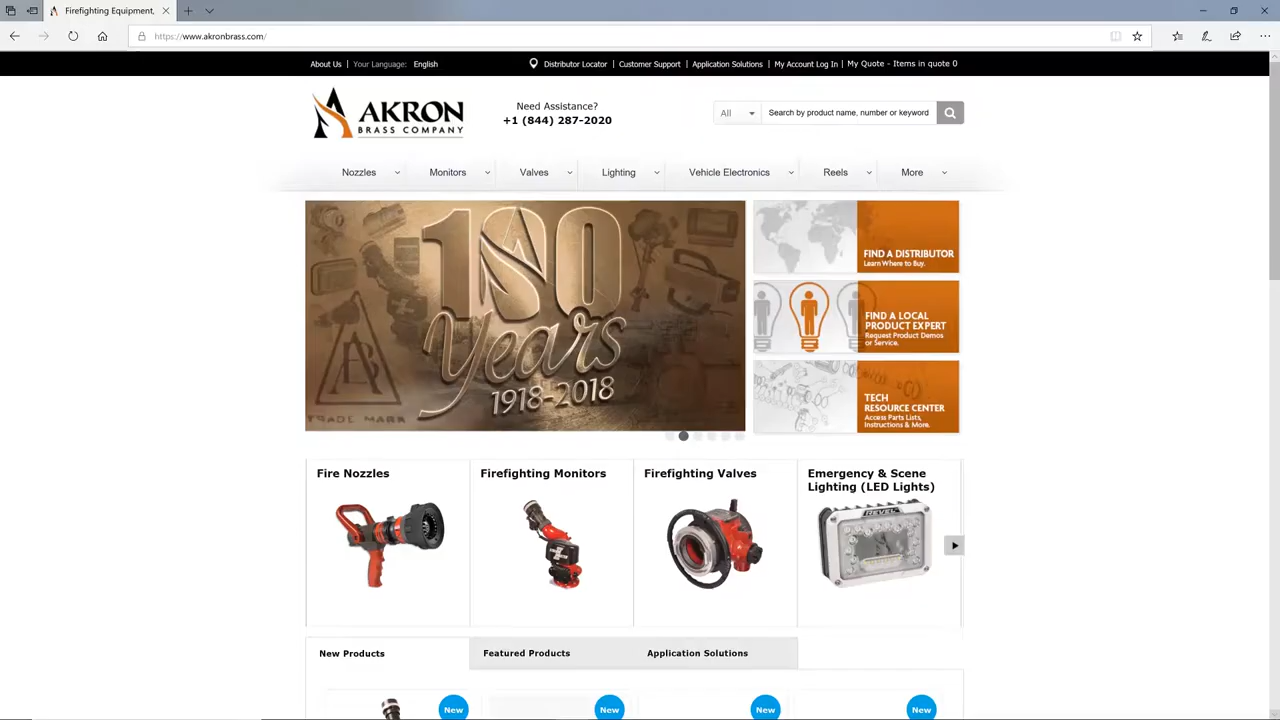 Firefighting Equipment,
https://www.akronbrass.com/
About Us | Your Language: English
Distributor Locator | Customer Support | Application Solutions | My Account Log In | My Quote - Items in quote 0
AKRON
BRASS COMPANY
Need Assistance?
+1 (844) 287-2020
All
Search by product name, number or keyword
Nozzles
Monitors
Valves
Lighting
Vehicle Electronics
Reels
More
100
Years
1918-2018
TRADE MARK
FIND A DISTRIBUTOR
Learn Where to Buy.
FIND A LOCAL
PRODUCT EXPERT
Request Product Demos
or Service.
TECH
RESOURCE CENTER
Access Parts Lists,
Instructions & More.
Fire Nozzles
Firefighting Monitors
Firefighting Valves
Emergency & Scene
Lighting (LED Lights)
REVEL
New Products
Featured Products
Application Solutions
New
New
New
New